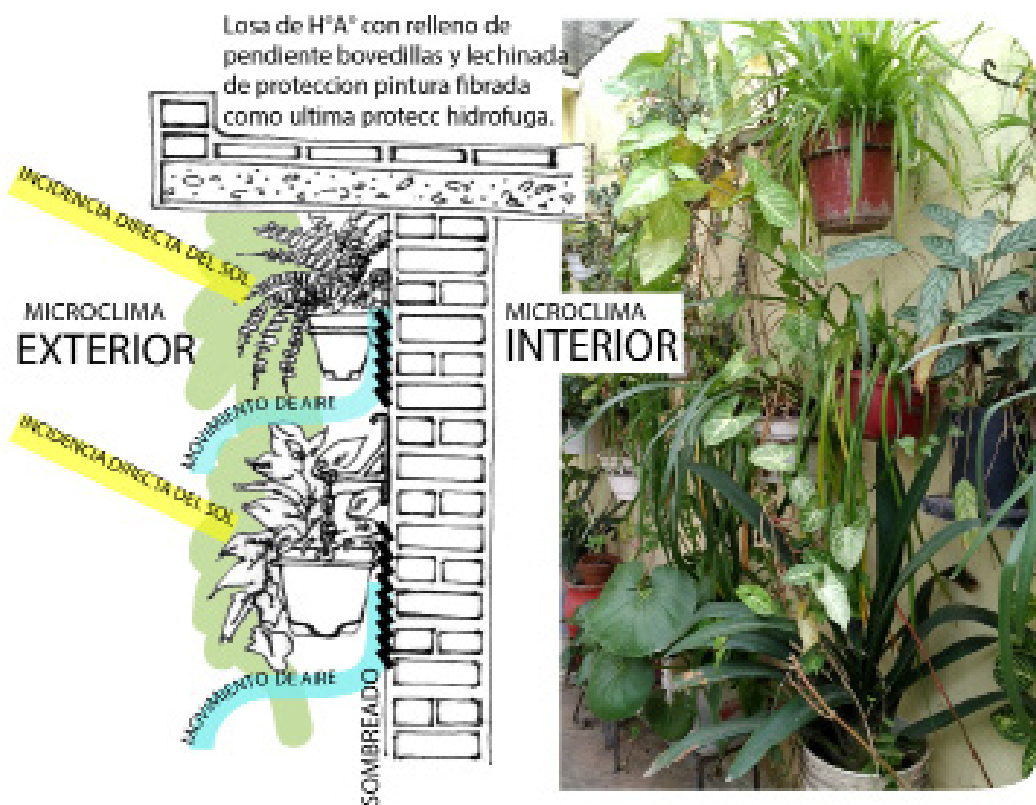 Losa de H°A° con relleno de
pendiente bovedillas y lechinada
de proteccion pintura fibrada
como ultima protecc hidrofuga.
INCIDENCIA DIRECTA DEL SOL
MICROCLIMA
EXTERIOR
MICROCLIMA
INTERIOR
MOVIMIENTO DE AIRE
INCIDENCIA DIRECTA DEL SOL
MOVIMIENTO DE AIRE
SOMBREADO